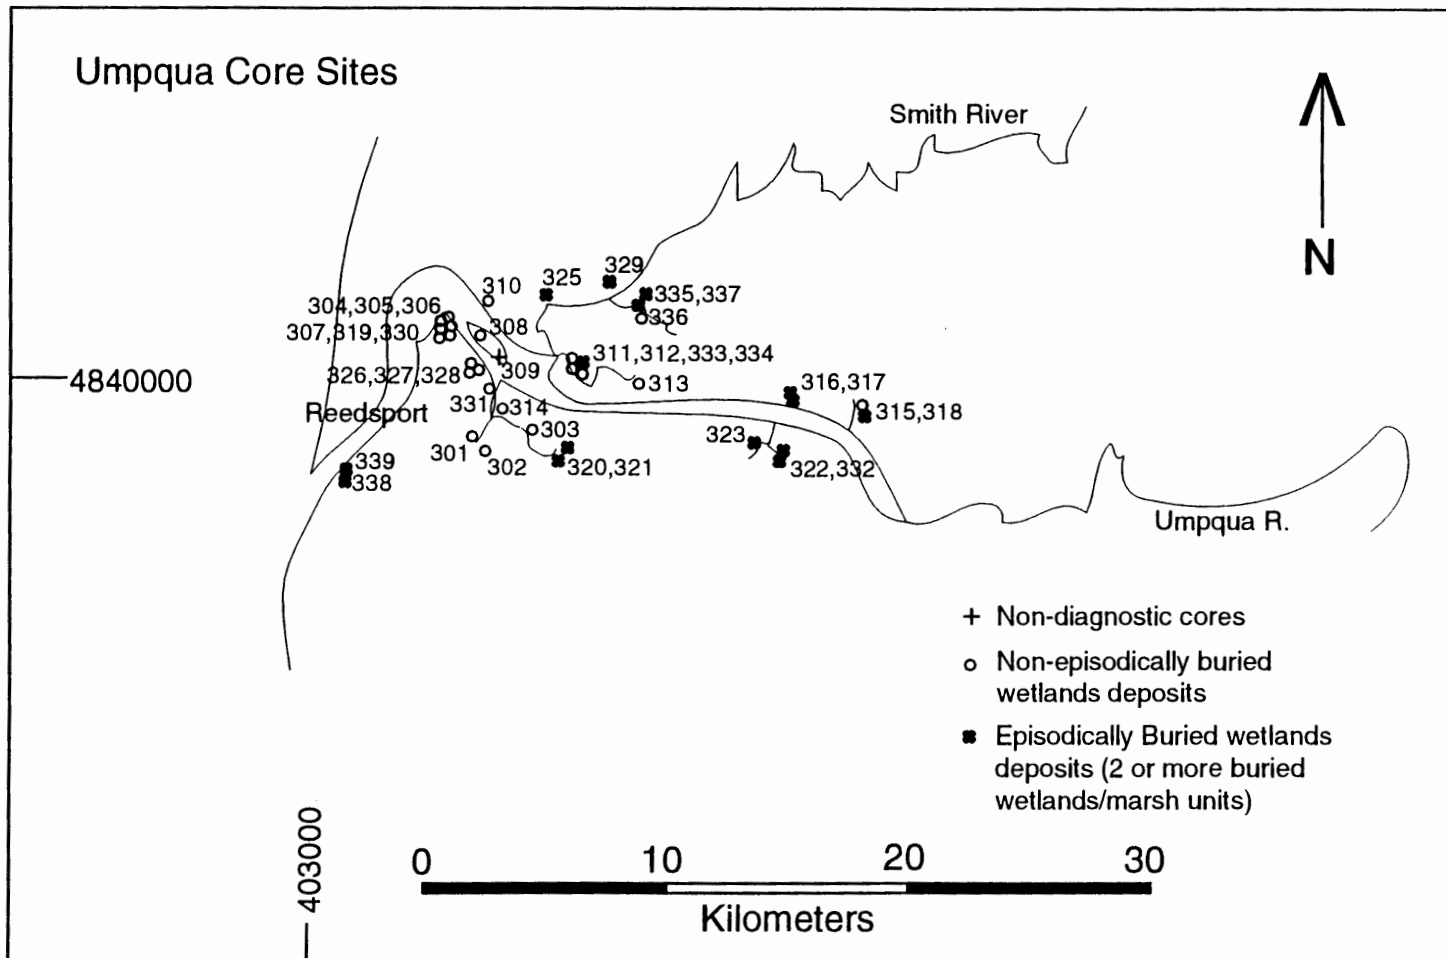 Umpqua Core Sites
Smith River
N
329
325
310
335,337
304,305,306
336
308
307,319,330
311,312,333,334
309
4840000
326,327,328
313
316,317
331
314
Reedsport
315,318
303
323
301
302
320,321
322,332
339
338
Umpqua R.
+ Non-diagnostic cores
Non-episodically buried
wetlands deposits
Episodically Buried wetlands
deposits (2 or more buried
wetlands/marsh units)
403000
0 10 20 30
Kilometers